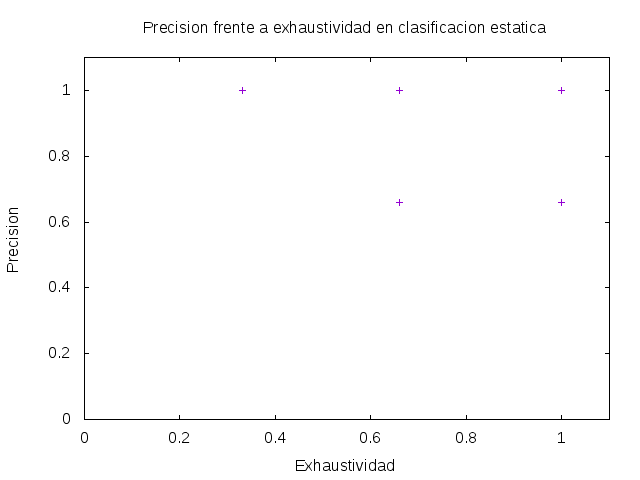 Precision frente a exhaustividad en clasificacion estatica
1
0.8
0.6
0.4
0.2
0
Precision
0 0.2 0.4 0.6 0.8 1
Exhaustividad